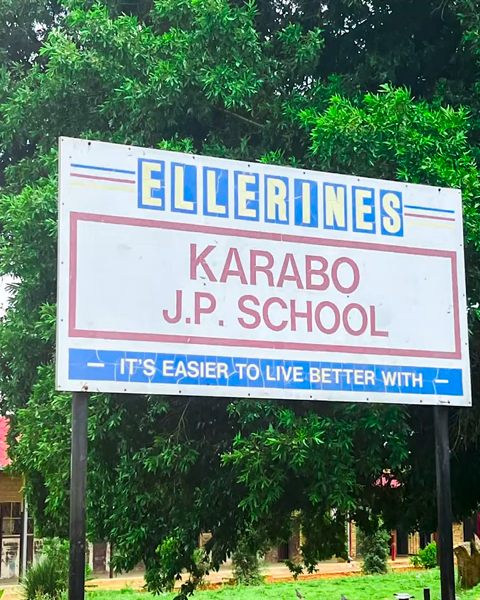 ELLERINES
KARABO
J.P. SCHOOL
— IT'S EASIER TO LIVE BETTER WITH —